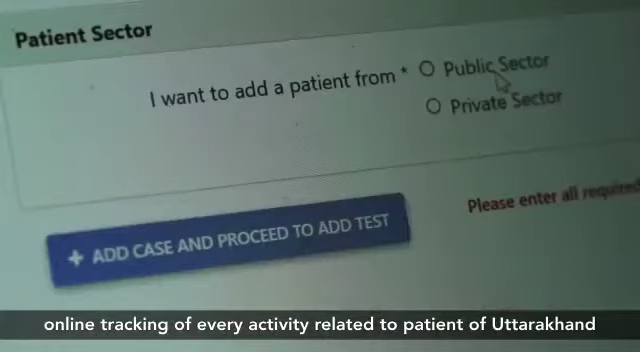 Patient Sector
I want to add a patient from * Public Sector
Private Sector
Please enter all required
+ ADD CASE AND PROCEED TO ADD TEST
online tracking of every activity related to patient of Uttarakhand